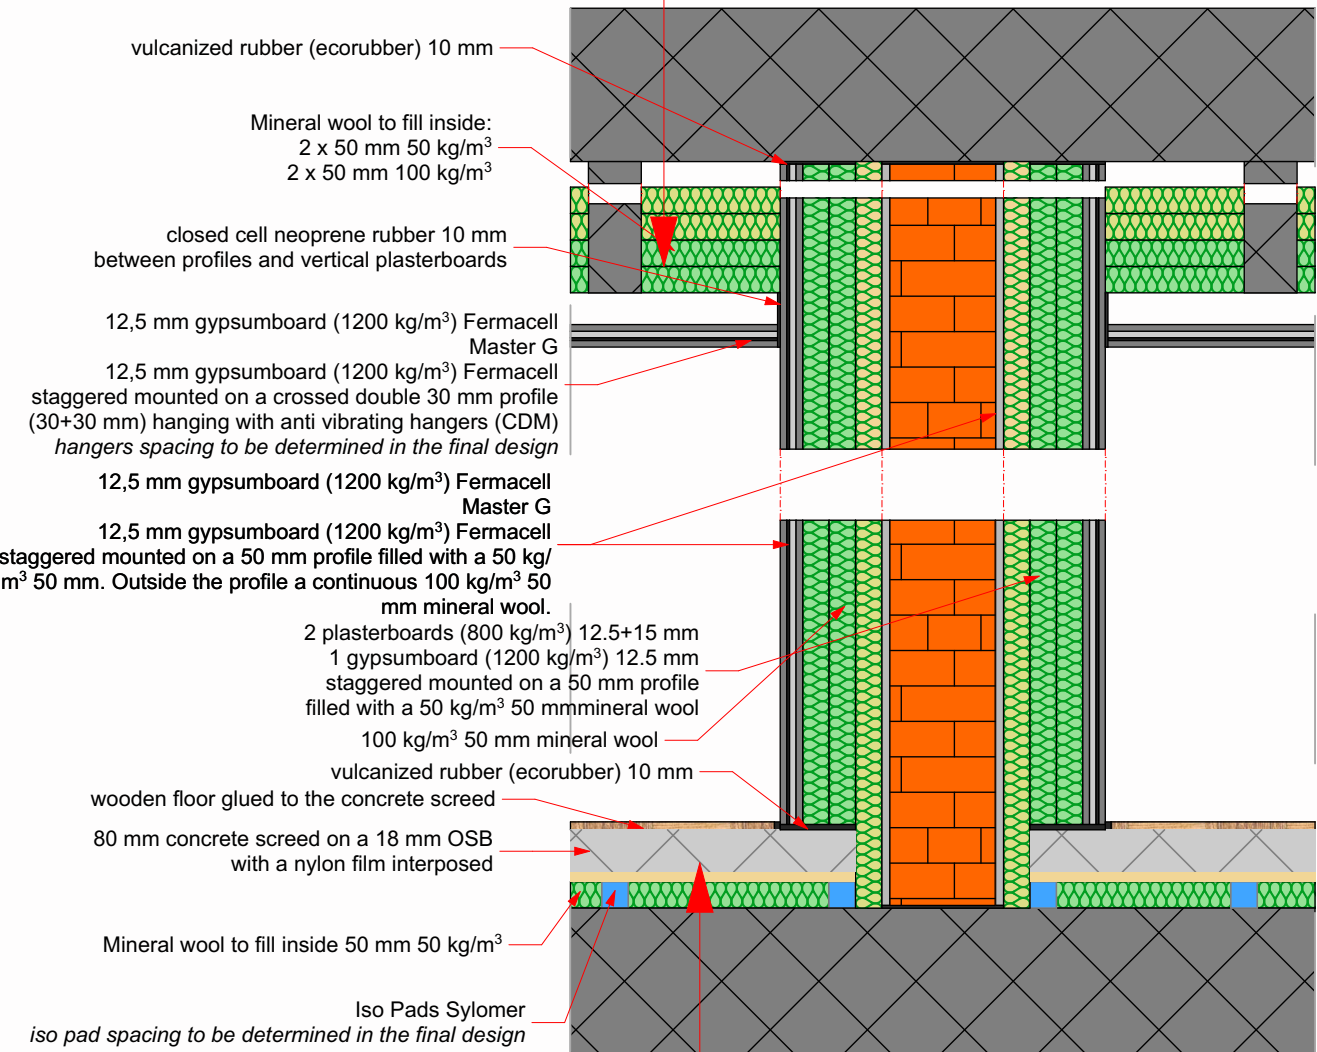 vulcanized rubber (ecorubber) 10 mm
Mineral wool to fill inside:
2 x 50 mm 50 kg/m³
2 x 50 mm 100 kg/m³
closed cell neoprene rubber 10 mm
between profiles and vertical plasterboards
12,5 mm gypsumboard (1200 kg/m³) Fermacell
Master G
12,5 mm gypsumboard (1200 kg/m³) Fermacell
staggered mounted on a crossed double 30 mm profile
(30+30 mm) hanging with anti vibrating hangers (CDM)
hangers spacing to be determined in the final design
12,5 mm gypsumboard (1200 kg/m³) Fermacell
Master G
12,5 mm gypsumboard (1200 kg/m³) Fermacell
staggered mounted on a 50 mm profile filled with a 50 kg/
m³ 50 mm. Outside the profile a continuous 100 kg/m³ 50
mm mineral wool.
2 plasterboards (800 kg/m³) 12.5+15 mm
1 gypsumboard (1200 kg/m³) 12.5 mm
staggered mounted on a 50 mm profile
filled with a 50 kg/m³ 50 mmmineral wool
100 kg/m³ 50 mm mineral wool
vulcanized rubber (ecorubber) 10 mm
wooden floor glued to the concrete screed
80 mm concrete screed on a 18 mm OSB
with a nylon film interposed
Mineral wool to fill inside 50 mm 50 kg/m³
Iso Pads Sylomer
iso pad spacing to be determined in the final design